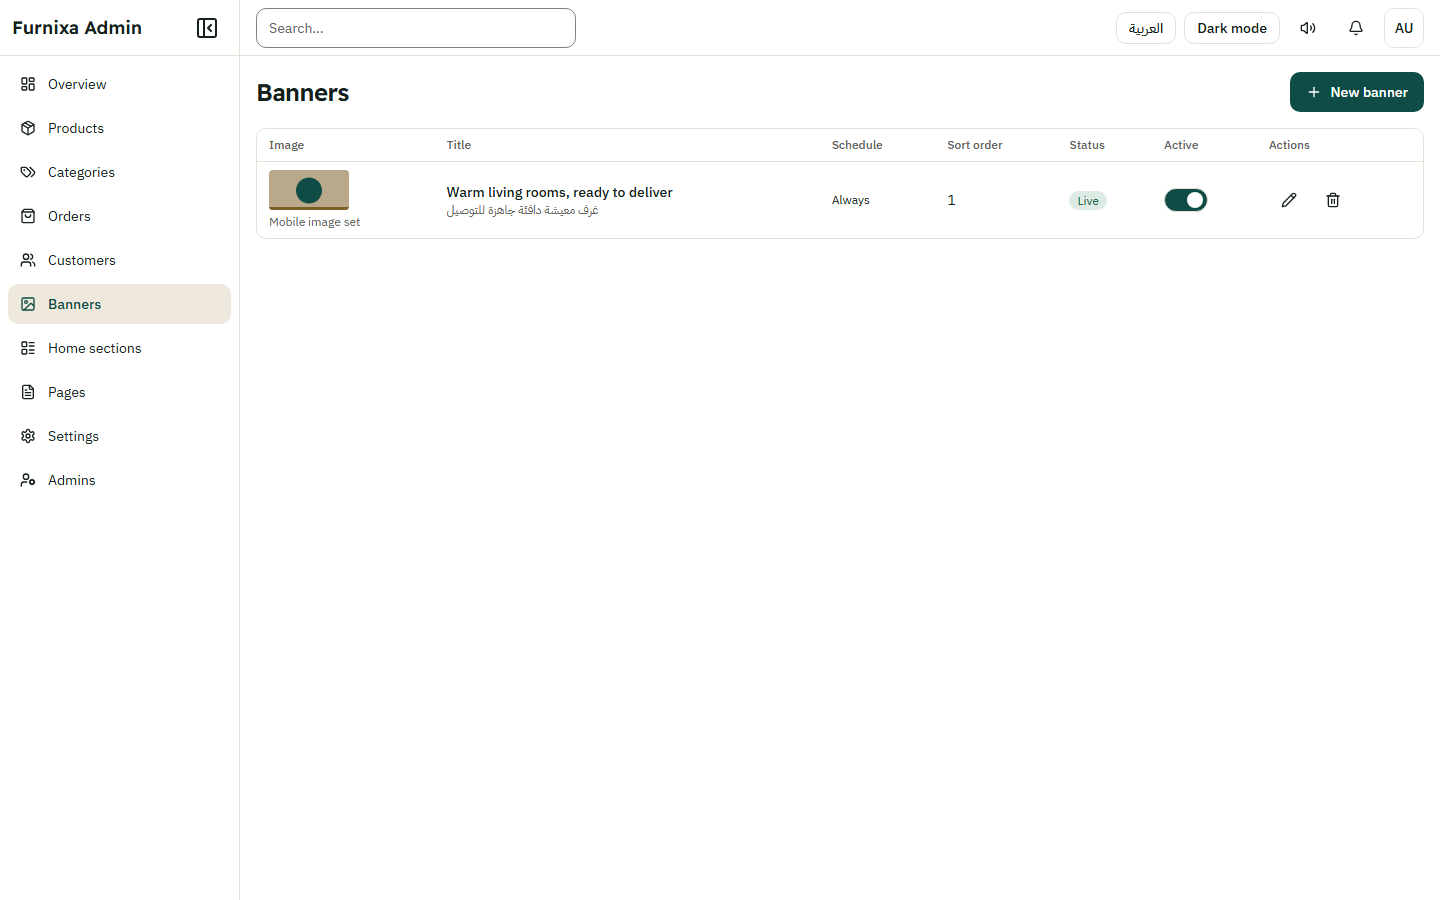 Furnixa Admin
Search...
العربية
Dark mode
AU
Overview
Products
Categories
Orders
Customers
Banners
Home sections
Pages
Settings
Admins
Banners
New banner
Image
Title
Schedule
Sort order
Status
Active
Actions
Mobile image set
Warm living rooms, ready to deliver
غرف معيشة دافئة جاهزة للتوصيل
Always
1
Live